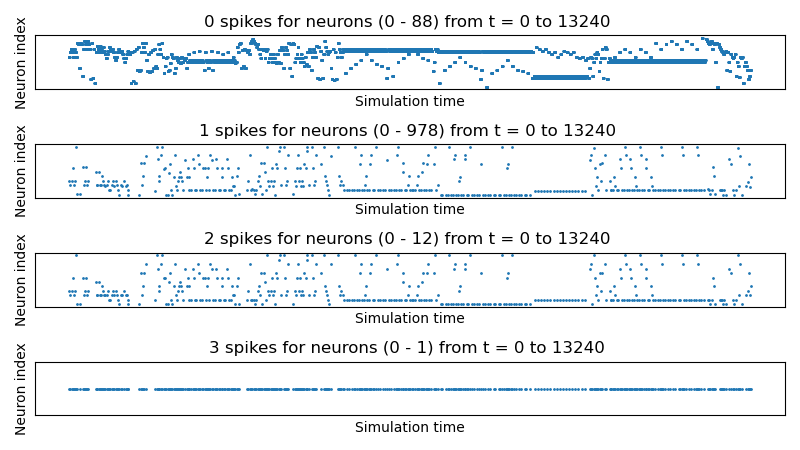 0 spikes for neurons (0 - 88) from t = 0 to 13240
Neuron index
Simulation time
1 spikes for neurons (0 - 978) from t = 0 to 13240
Neuron index
Simulation time
2 spikes for neurons (0 - 12) from t = 0 to 13240
Neuron index
Simulation time
3 spikes for neurons (0 - 1) from t = 0 to 13240
Neuron index
Simulation time